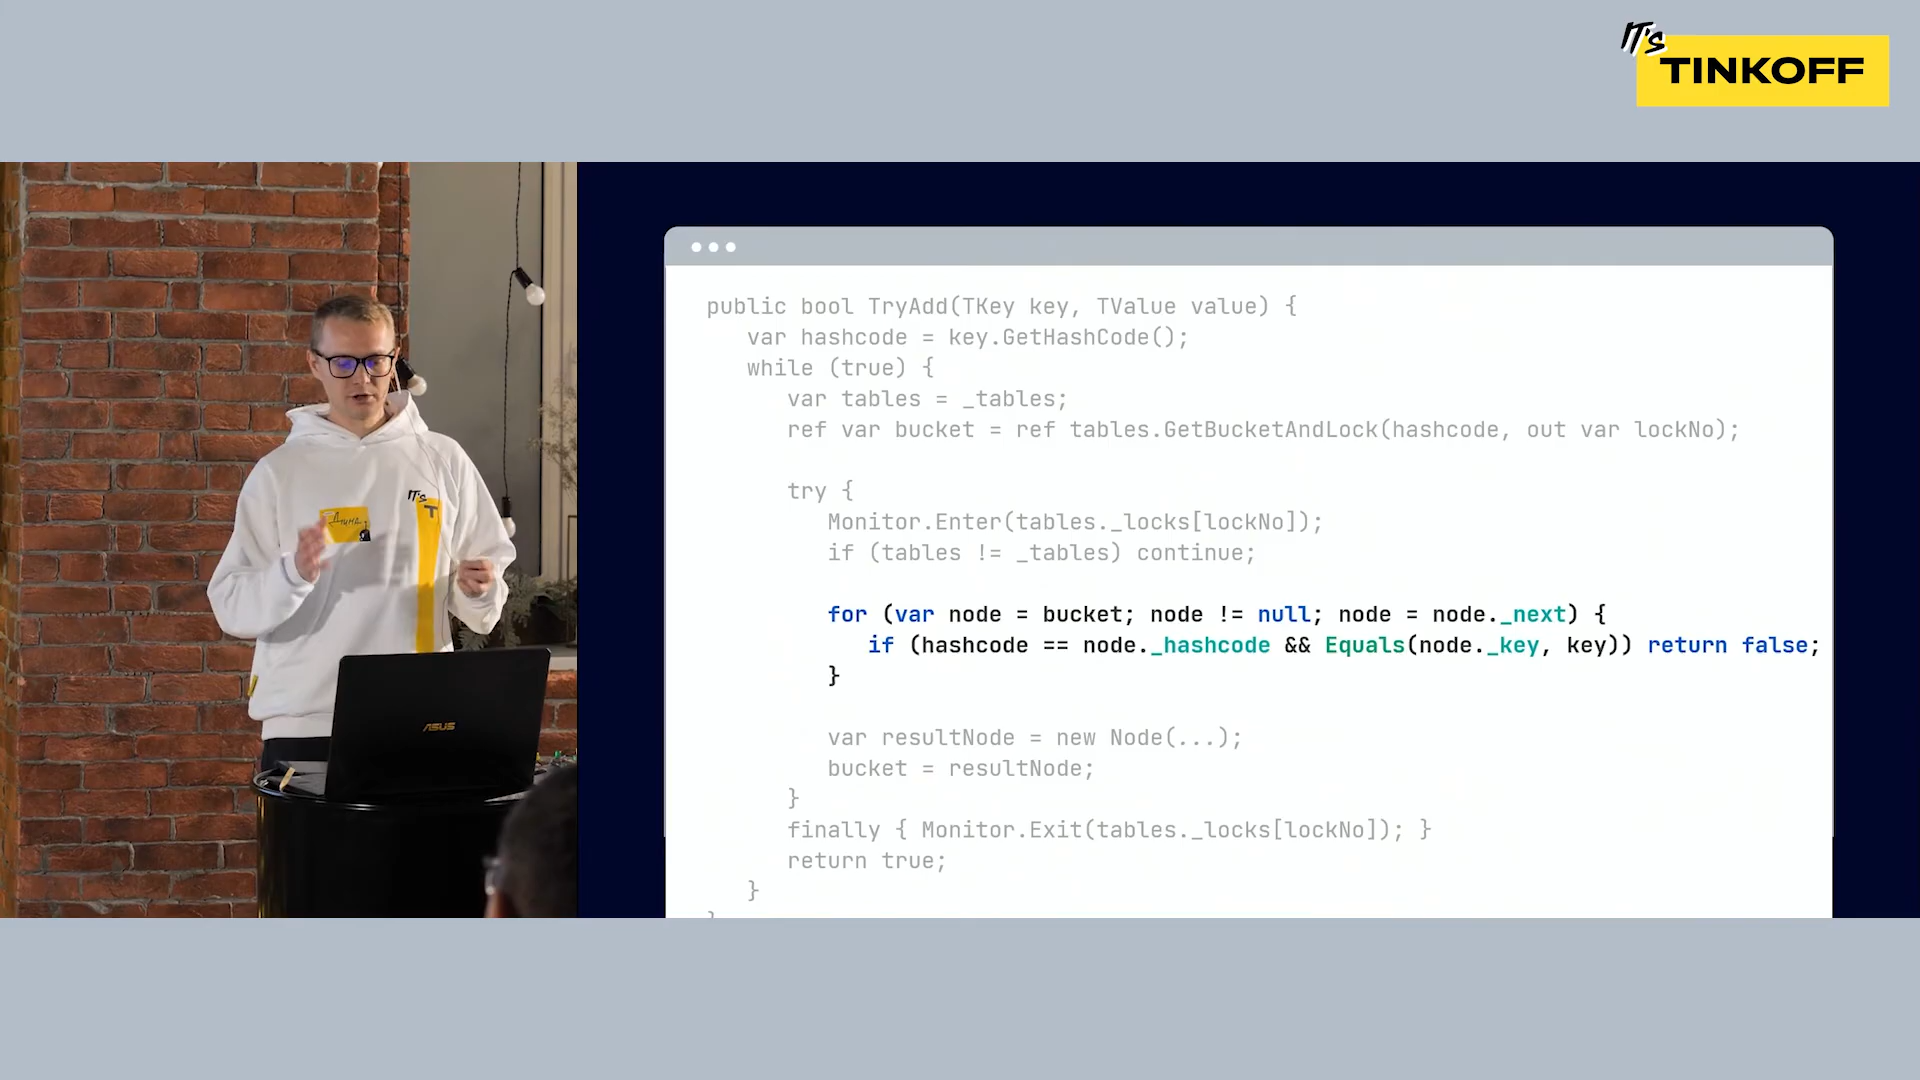 IT's
TINKOFF
public bool TryAdd(TKey key, TValue value) {
var hashcode = key.GetHashCode();
while (true) {
var tables = _tables;
ref var bucket = ref tables.GetBucketAndLock(hashcode, out var lockNo);
try {
Monitor.Enter(tables._locks[lockNo]);
if (tables != _tables) continue;
for (var node = bucket; node != null; node = node._next) {
if (hashcode == node._hashcode && Equals(node._key, key)) return false;
}
var resultNode = new Node(...);
bucket = resultNode;
}
finally { Monitor.Exit(tables._locks[lockNo]); }
return true;
}
IT's
T
Дима
ASUS